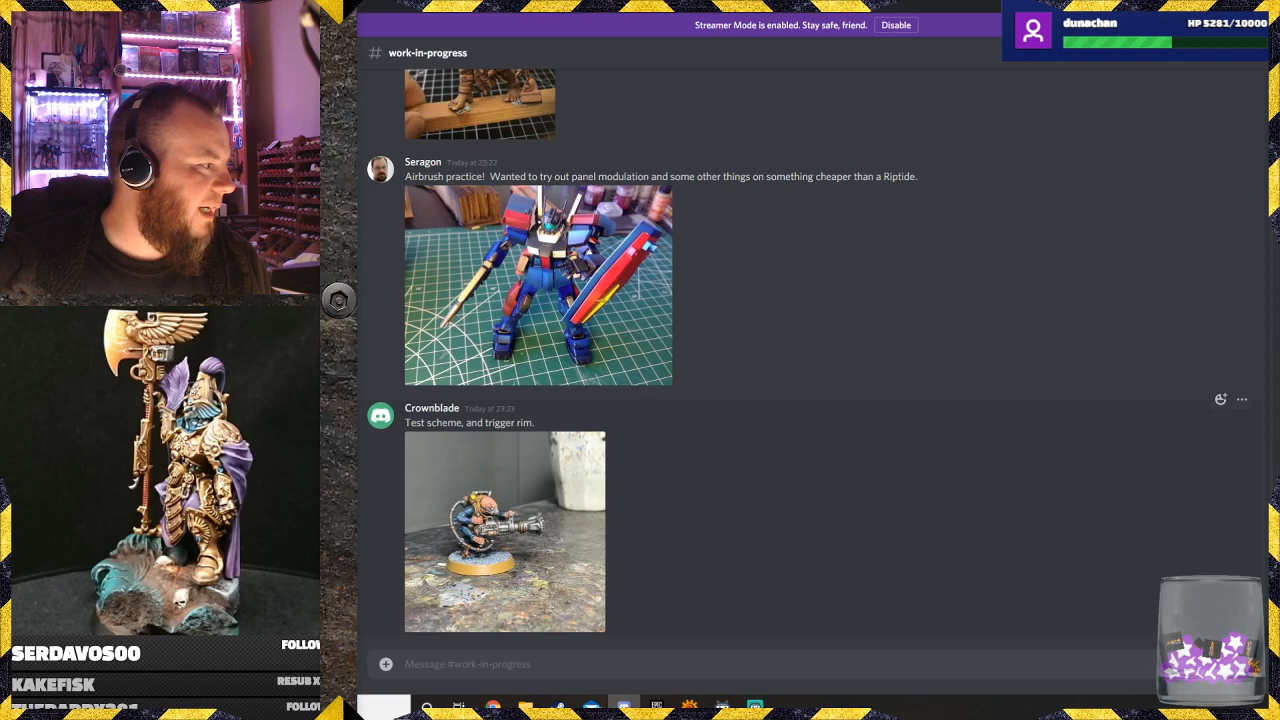 Streamer Mode is enabled. Stay safe, friend.
Disable
dunachan
HP 5281/10000
# work-in-progress
Seragon Today at 23:22
Airbrush practice! Wanted to try out panel modulation and some other things on something cheaper than a Riptide.
Crownblade Today at 23:23
Test scheme, and trigger rim.
Message #work-in-progress
SERDAVOS00
FOLLOW
KAKEFISK
RESUB X
FOLLO